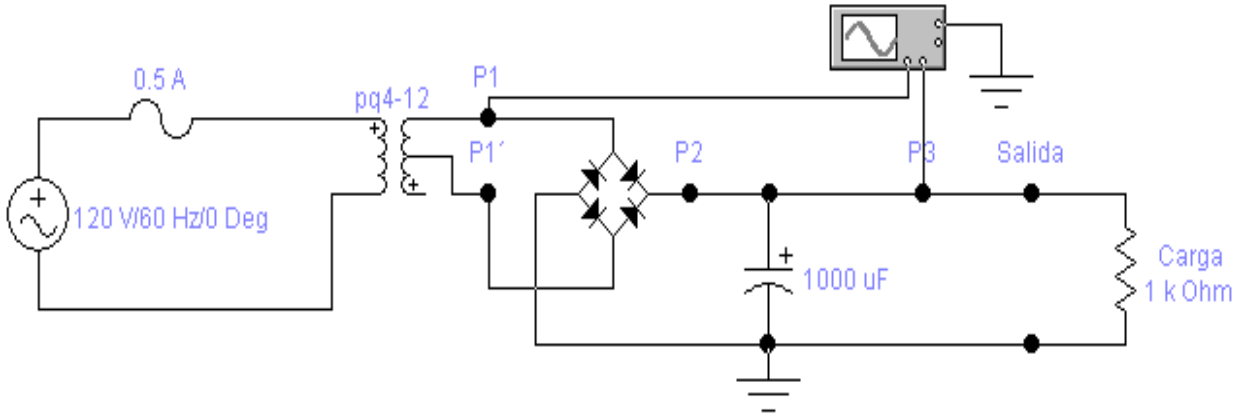 0.5 A
pq4-12
P1
P1´
P2
P3
Salida
120 V/60 Hz/0 Deg
1000 uF
Carga
1 k Ohm